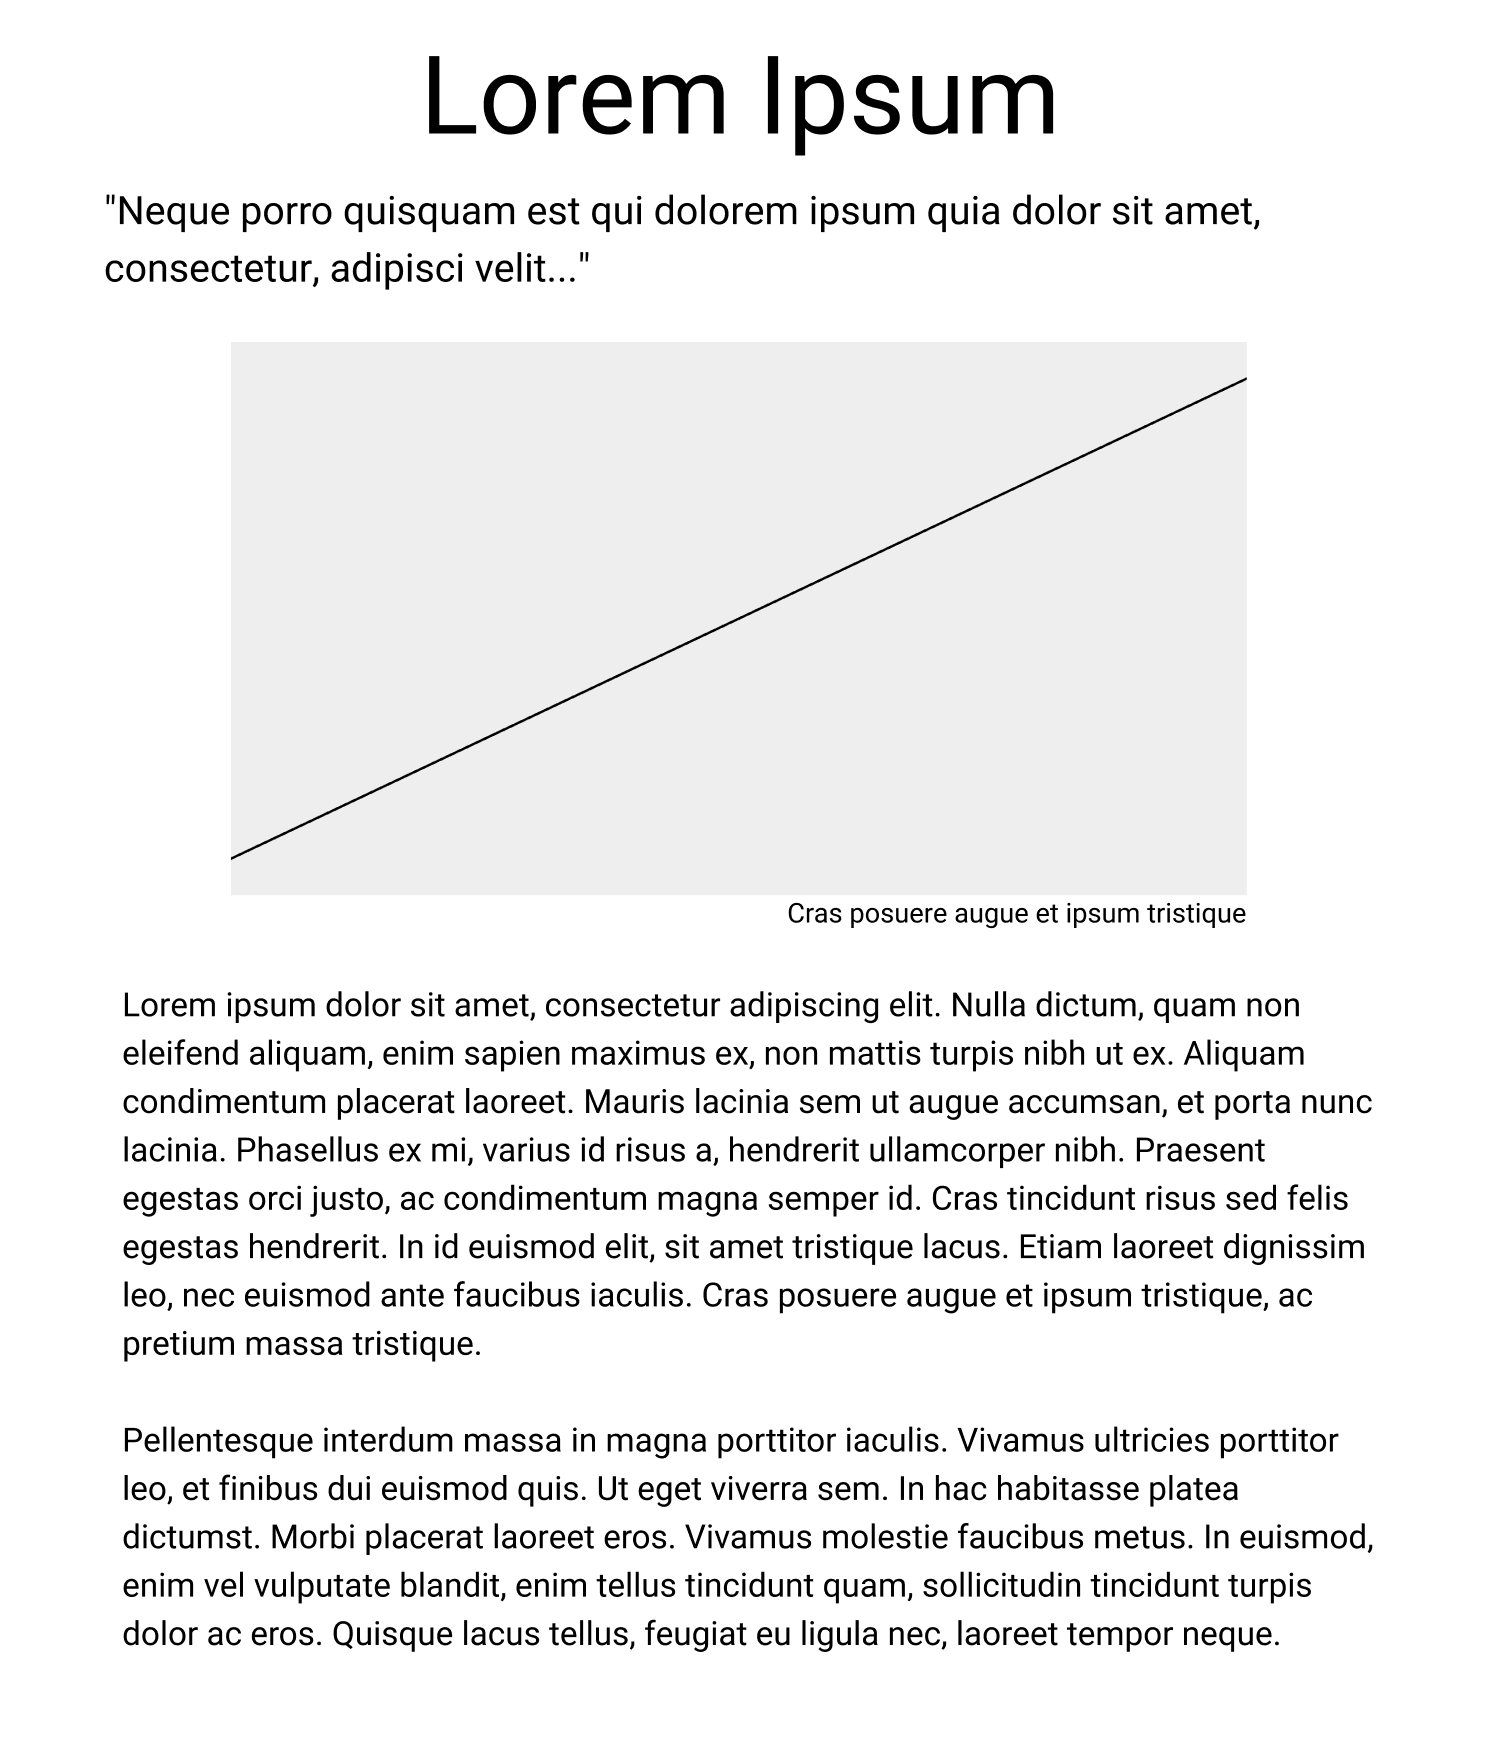 Lorem Ipsum
"Neque porro quisquam est qui dolorem ipsum quia dolor sit amet,
consectetur, adipisci velit..."
Cras posuere augue et ipsum tristique
Lorem ipsum dolor sit amet, consectetur adipiscing elit. Nulla dictum, quam non
eleifend aliquam, enim sapien maximus ex, non mattis turpis nibh ut ex. Aliquam
condimentum placerat laoreet. Mauris lacinia sem ut augue accumsan, et porta nunc
lacinia. Phasellus ex mi, varius id risus a, hendrerit ullamcorper nibh. Praesent
egestas orci justo, ac condimentum magna semper id. Cras tincidunt risus sed felis
egestas hendrerit. In id euismod elit, sit amet tristique lacus. Etiam laoreet dignissim
leo, nec euismod ante faucibus iaculis. Cras posuere augue et ipsum tristique, ac
pretium massa tristique.
Pellentesque interdum massa in magna porttitor iaculis. Vivamus ultricies porttitor
leo, et finibus dui euismod quis. Ut eget viverra sem. In hac habitasse platea
dictumst. Morbi placerat laoreet eros. Vivamus molestie faucibus metus. In euismod,
enim vel vulputate blandit, enim tellus tincidunt quam, sollicitudin tincidunt turpis
dolor ac eros. Quisque lacus tellus, feugiat eu ligula nec, laoreet tempor neque.